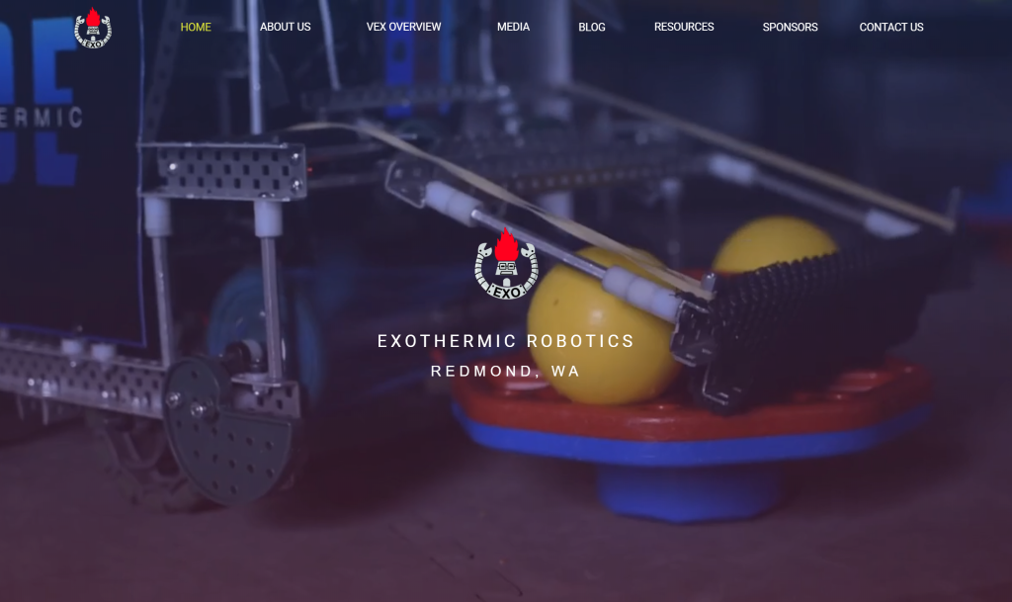 HOME ABOUT US VEX OVERVIEW MEDIA BLOG RESOURCES SPONSORS CONTACT US
EXO
ERMIC
EXO
EXOTHERMIC ROBOTICS
REDMOND, WA